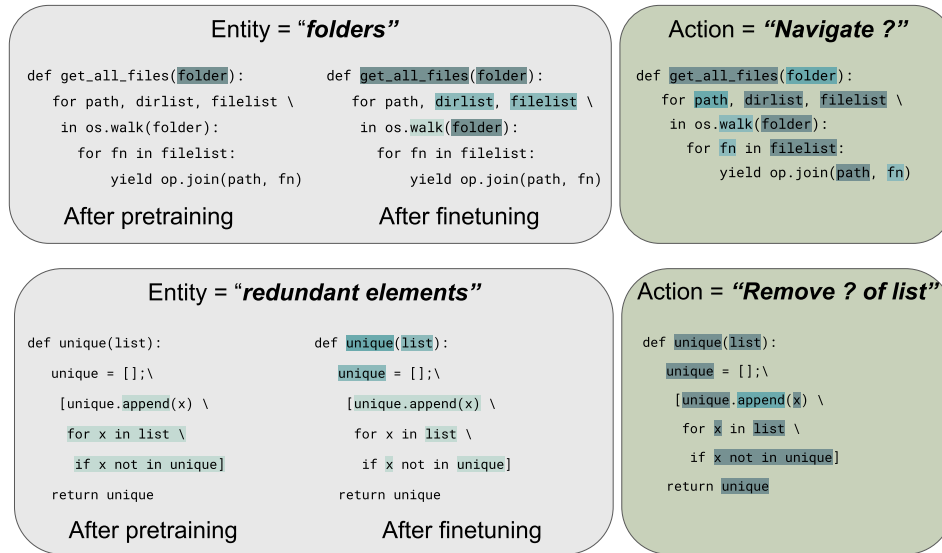 Entity = “folders”
def get_all_files(folder):
for path, dirlist, filelist \
in os.walk(folder):
for fn in filelist:
yield op.join(path, fn)
After pretraining
def get_all_files(folder):
for path, dirlist, filelist \
in os.walk(folder):
for fn in filelist:
yield op.join(path, fn)
After finetuning
Action = “Navigate ?”
def get_all_files(folder):
for path, dirlist, filelist \
in os.walk(folder):
for fn in filelist:
yield op.join(path, fn)
Entity = “redundant elements”
def unique(list):
unique = [];\
[unique.append(x) \
for x in list \
if x not in unique]
return unique
After pretraining
def unique(list):
unique = [];\
[unique.append(x) \
for x in list \
if x not in unique]
return unique
After finetuning
Action = “Remove ? of list”
def unique(list):
unique = [];\
[unique.append(x) \
for x in list \
if x not in unique]
return unique